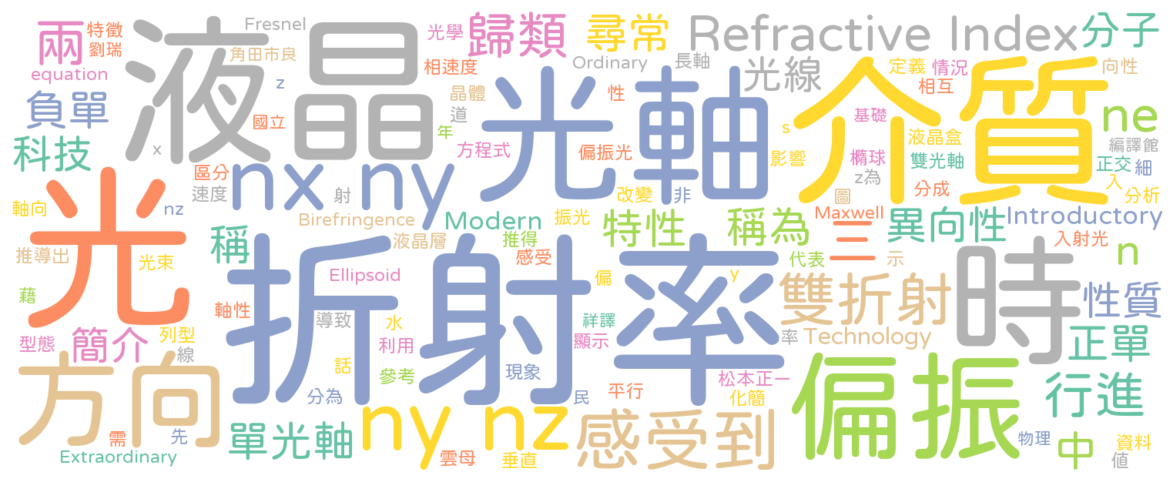 兩
特徵
劉瑞
equation
液晶
Fresnel
角田市良
z
光學
相速度
歸類
尋常
Ordinary
長軸
Refractive Index
分子
光線
定義
情況
相互
向性
負單
科技
x
區分
速度
國立
射
nx ny
年
晶體
道
方程式
光軸
性
偏振光
改變
非
s
影響
介質
基礎
橢球
z為
圖
液晶盒
雙光軸
分成
ne
編譯館
正交
細
入
分析
光
軸向
nz
推導出
光束
藉
稱
Birefringence
液晶層
Modern
推得
振光
感受
特性
稱為
代表
Maxwell
三
示
異向性
Introductory
入射光
n
型態
簡介
列型
線
軸性
Ellipsoid
導致
水
利用
話
參考
折射率
祥譯
顯示
偏
y
雙折射
Technology
率
時
性質
正單
方向
需
先
Extraordinary
分為
單光軸
ny nz
雲母
垂直
現象
民
平行
松本正一
化簡
感受到
偏振
行進
物理
中
資料
值